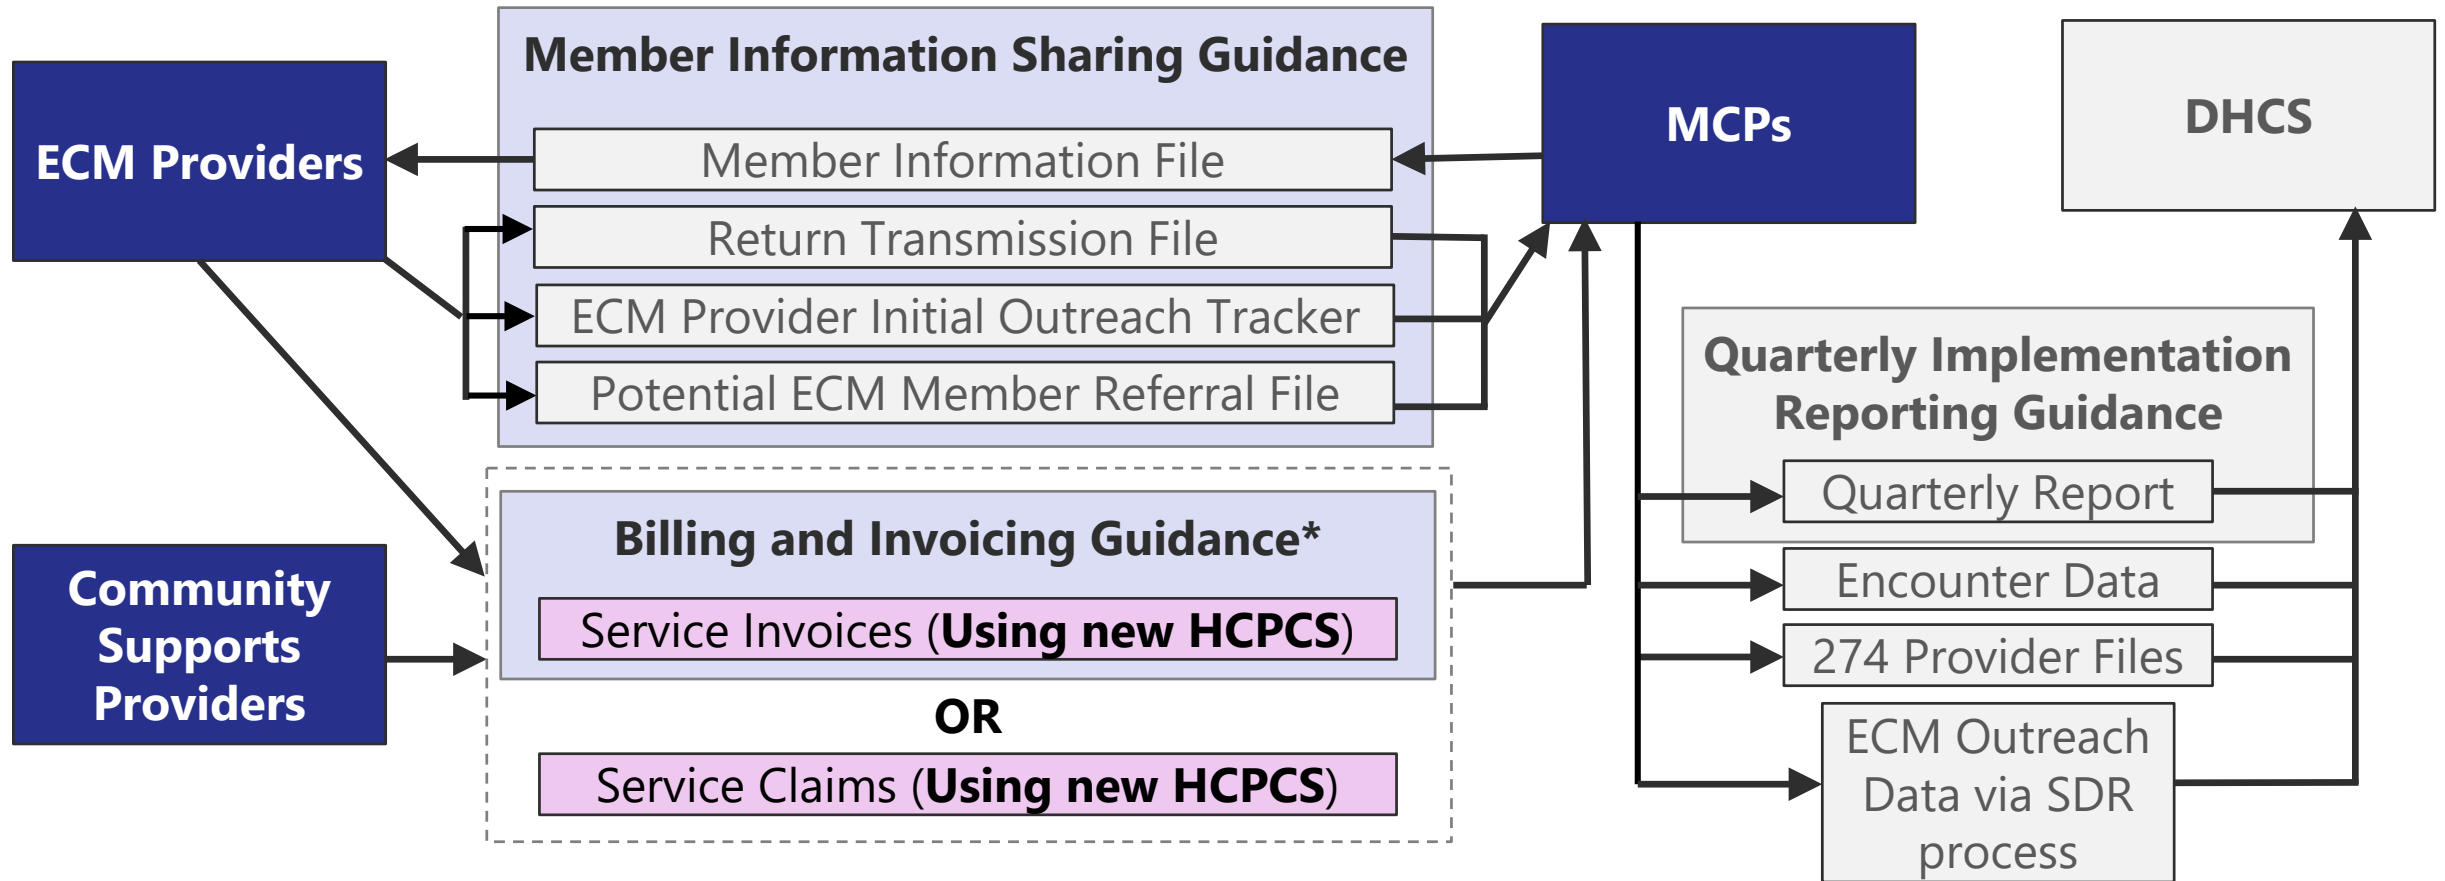 Member Information Sharing Guidance
ECM Providers
Member Information File
Return Transmission File
ECM Provider Initial Outreach Tracker
Potential ECM Member Referral File
MCPs
DHCS
Community
Supports
Providers
Billing and Invoicing Guidance*
Service Invoices (Using new HCPCS)
OR
Service Claims (Using new HCPCS)
Quarterly Implementation
Reporting Guidance
Quarterly Report
Encounter Data
274 Provider Files
ECM Outreach
Data via SDR
process